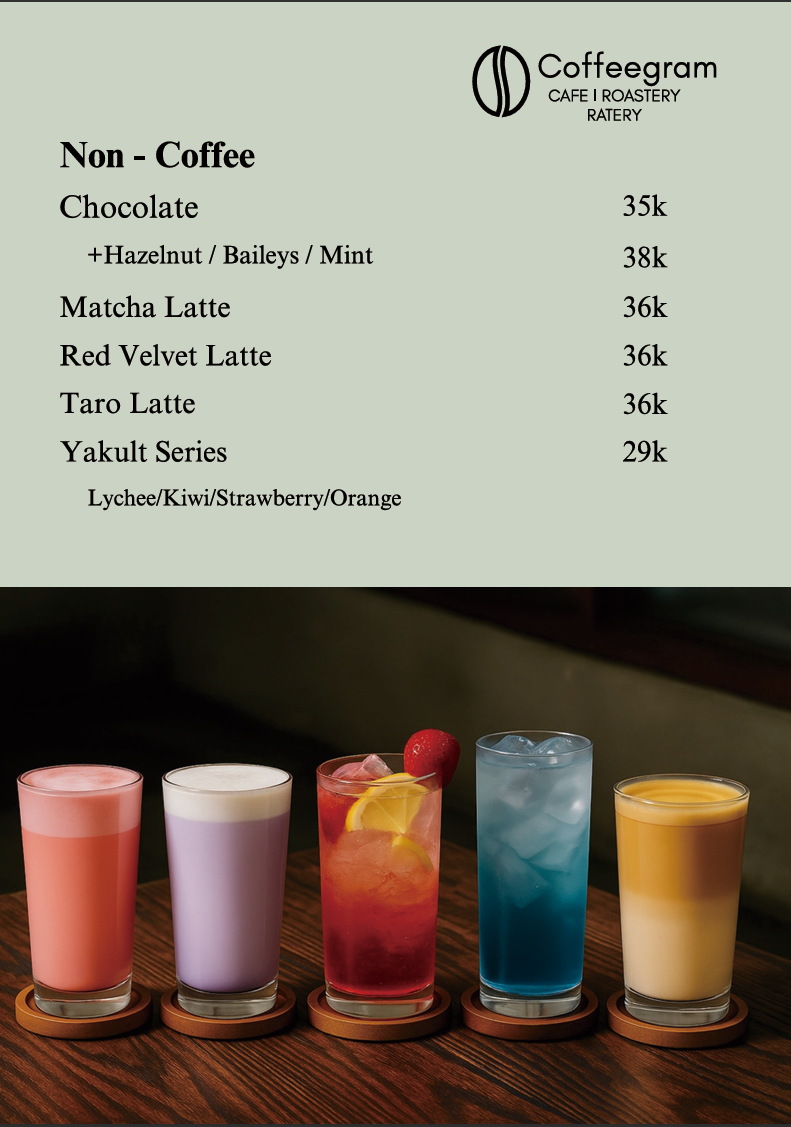 Coffeegram
CAFE I ROASTERY
RATERY
Non - Coffee
Chocolate 35k
+Hazelnut / Baileys / Mint 38k
Matcha Latte 36k
Red Velvet Latte 36k
Taro Latte 36k
Yakult Series 29k
Lychee/Kiwi/Strawberry/Orange